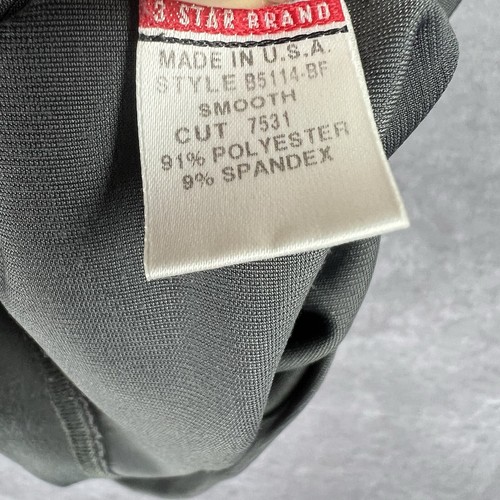 3 STAR BRAND
MADE IN U.S.A.
STYLE B5114-BF
SMOOTH
CUT 7531
91% POLYESTER
9% SPANDEX